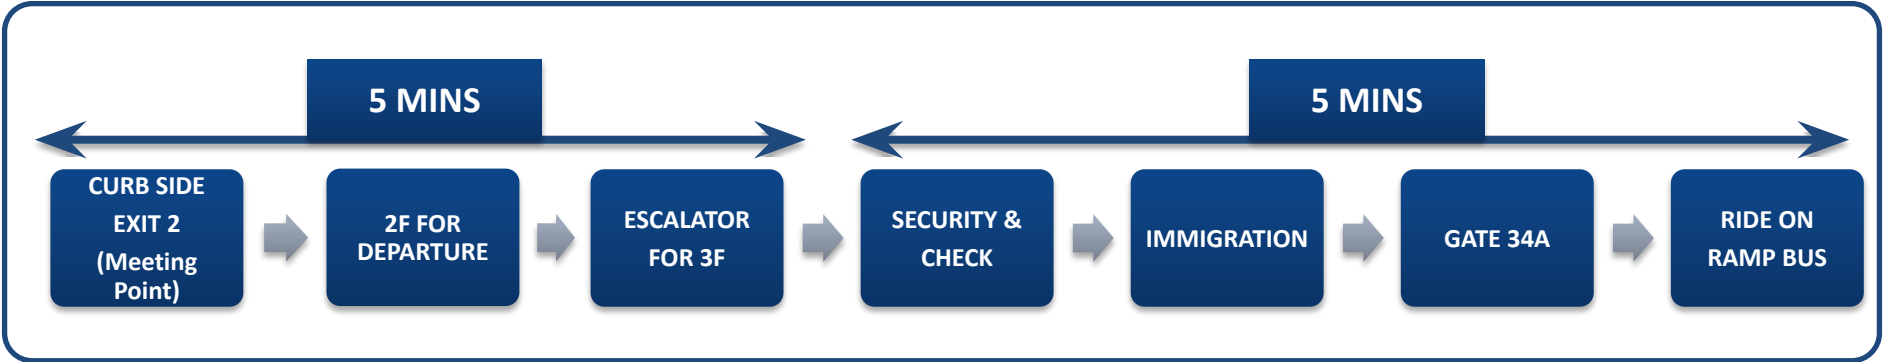 5 MINS
5 MINS
CURB SIDE
EXIT 2
(Meeting
Point)
2F FOR
DEPARTURE
ESCALATOR
FOR 3F
SECURITY &
CHECK
IMMIGRATION
GATE 34A
RIDE ON
RAMP BUS